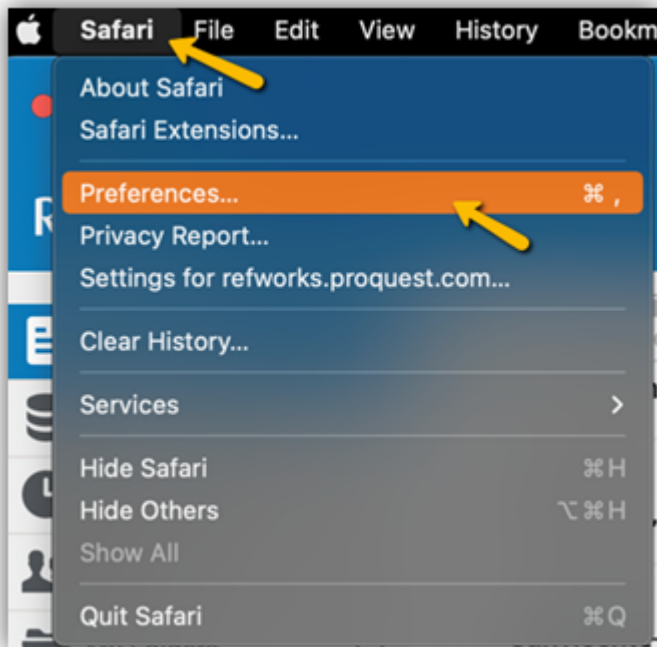 Safari File Edit View History Bookm
About Safari
Safari Extensions...
Preferences... ⌘ ,
Privacy Report...
Settings for refworks.proquest.com...
Clear History...
Services
Hide Safari ⌘H
Hide Others ⌥⌘H
Show All
Quit Safari ⌘Q